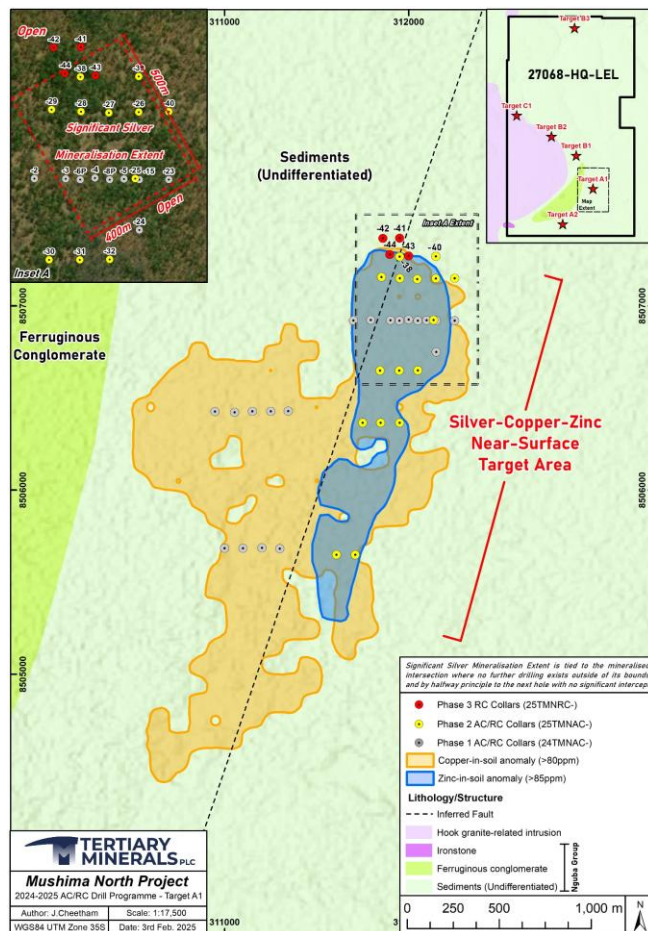 311000
312000
Open
-42
-41
-44
-38
-43
-39
500m
-29
-28
-27
-26
-40
Significant Silver
Mineralisation Extent
-2
-3
-6P
-4
-8P
-5
-25
-15
-23
Open
400m
-24
-30
-31
-32
Inset A
Target B3
27068-HQ-LEL
Target C1
Target B2
Target B1
Target A1
Map
Extent
Target A2
Sediments
(Undifferentiated)
Inset A Extent
-42
-41
-44
-43
-40
-38
8507000
8507000
Ferruginous
Conglomerate
Silver-Copper-Zinc
Near-Surface
Target Area
8506000
8506000
8505000
Significant Silver Mineralisation Extent is tied to the mineralised
intersection where no further drilling exists outside of its bounds
and by halfway principle to the next hole with no significant intercept
Phase 3 RC Collars (25TMNRC-)
Phase 2 AC/RC Collars (25TMNAC-)
Phase 1 AC/RC Collars (24TMNAC-)
Copper-in-soil anomaly (>80ppm)
Zinc-in-soil anomaly (>85ppm)
Lithology/Structure
Inferred Fault
Hook granite-related intrusion
Ironstone
Ferruginous conglomerate
Sediments (Undifferentiated)
Nguba Group
TERTIARY
MINERALS PLC
Mushima North Project
2024-2025 AC/RC Drill Programme - Target A1
Author: J.Cheetham
Scale: 1:17,500
WGS84 UTM Zone 35S
Date: 3rd Feb. 2025
311000
3
0
250
500
1,000 m
N